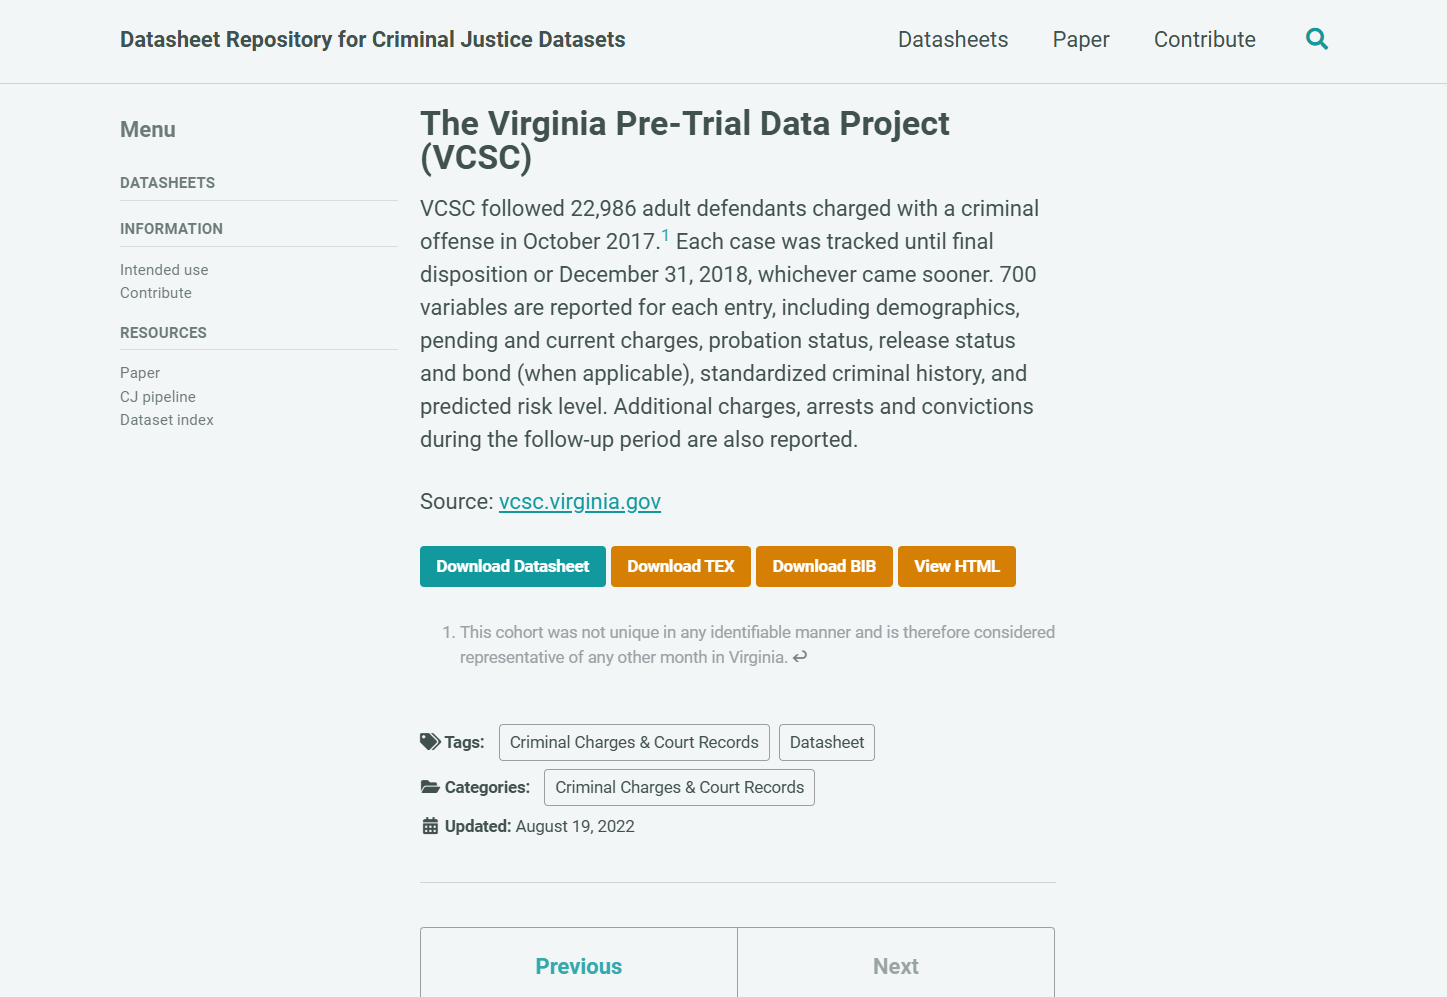 Datasheet Repository for Criminal Justice Datasets
Datasheets
Paper
Contribute
Menu
DATASHEETS
INFORMATION
Intended use
Contribute
RESOURCES
Paper
CJ pipeline
Dataset index
The Virginia Pre-Trial Data Project
(VCSC)
VCSC followed 22,986 adult defendants charged with a criminal
offense in October 2017.1 Each case was tracked until final
disposition or December 31, 2018, whichever came sooner. 700
variables are reported for each entry, including demographics,
pending and current charges, probation status, release status
and bond (when applicable), standardized criminal history, and
predicted risk level. Additional charges, arrests and convictions
during the follow-up period are also reported.
Source: vcsc.virginia.gov
Download Datasheet
Download TEX
Download BIB
View HTML
1. This cohort was not unique in any identifiable manner and is therefore considered
representative of any other month in Virginia. ↩
Tags: Criminal Charges & Court Records Datasheet
Categories: Criminal Charges & Court Records
Updated: August 19, 2022
Previous
Next